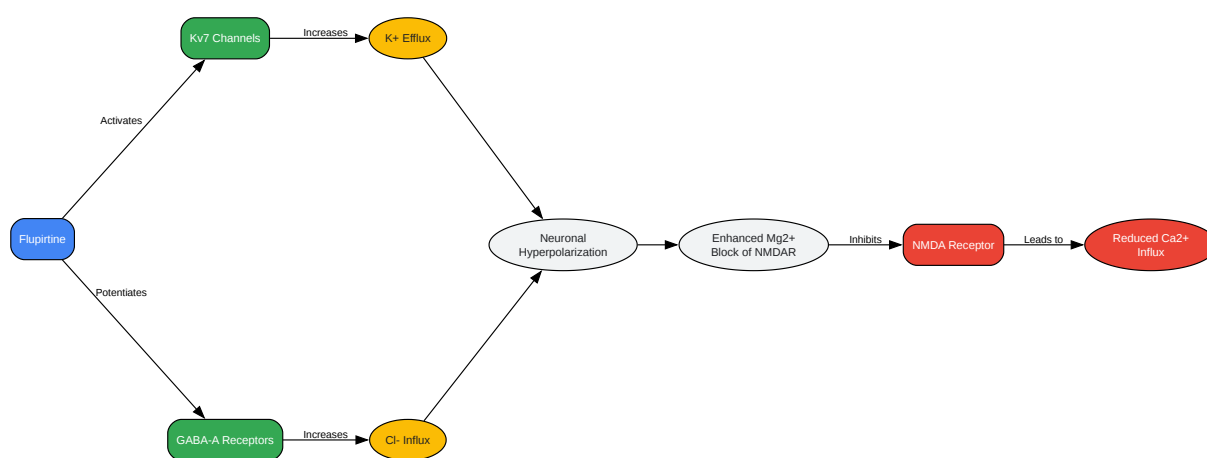 Kv7 Channels
Increases
K+ Efflux
Activates
Flupirtine
Neuronal
Hyperpolarization
Enhanced Mg2+
Block of NMDAR
Inhibits
NMDA Receptor
Leads to
Reduced Ca2+
Influx
Potentiates
GABA-A Receptors
Increases
Cl- Influx